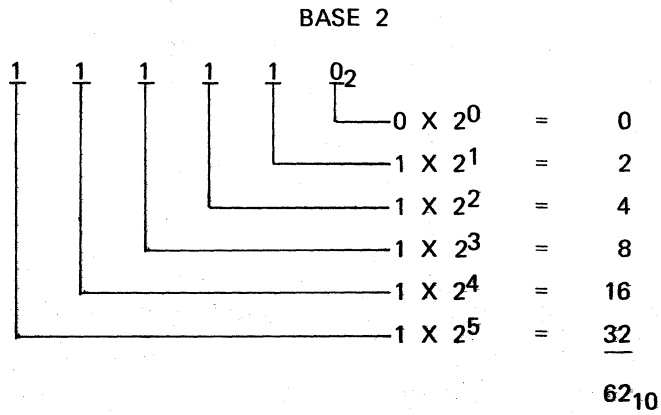 BASE 2
1 1 1 1 1 0₂
0 X 2⁰ = 0
1 X 2¹ = 2
1 X 2² = 4
1 X 2³ = 8
1 X 2⁴ = 16
1 X 2⁵ = 32
62₁₀